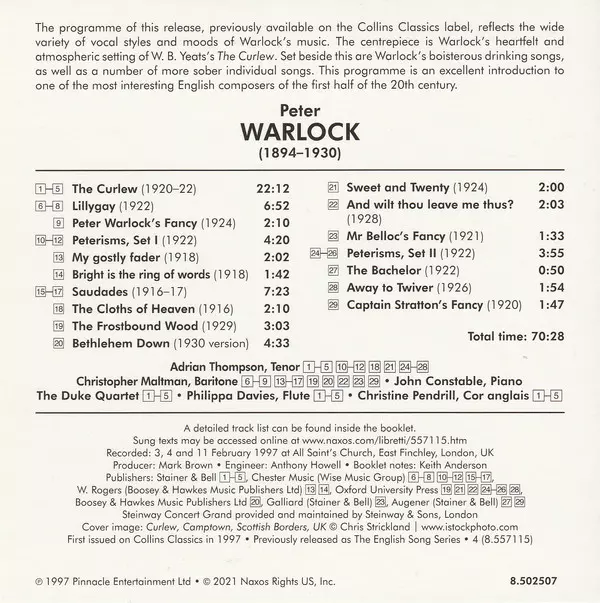 The programme of this release, previously available on the Collins Classics label, reflects the wide
variety of vocal styles and moods of Warlock's music. The centrepiece is Warlock's heartfelt and
atmospheric setting of W. B. Yeats's The Curlew. Set beside this are Warlock's boisterous drinking songs,
as well as a number of more sober individual songs. This programme is an excellent introduction to
one of the most interesting English composers of the first half of the 20th century.
Peter
WARLOCK
(1894–1930)
1–5 The Curlew (1920–22) 22:12
6–8 Lillygay (1922) 6:52
9 Peter Warlock's Fancy (1924) 2:10
10–12 Peterisms, Set I (1922) 4:20
13 My gostly fader (1918) 2:02
14 Bright is the ring of words (1918) 1:42
15–17 Saudades (1916–17) 7:23
18 The Cloths of Heaven (1916) 2:10
19 The Frostbound Wood (1929) 3:03
20 Bethlehem Down (1930 version) 4:33
21 Sweet and Twenty (1924) 2:00
22 And wilt thou leave me thus? 2:03
(1928)
23 Mr Belloc's Fancy (1921) 1:33
24–26 Peterisms, Set II (1922) 3:55
27 The Bachelor (1922) 0:50
28 Away to Twiver (1926) 1:54
29 Captain Stratton's Fancy (1920) 1:47
Total time: 70:28
Adrian Thompson, Tenor 1–5 10–12 18 21 24–28
Christopher Maltman, Baritone 6–9 13–17 19 20 22 23 29 • John Constable, Piano
The Duke Quartet 1–5 • Philippa Davies, Flute 1–5 • Christine Pendrill, Cor anglais 1–5
A detailed track list can be found inside the booklet.
Sung texts may be accessed online at www.naxos.com/libretti/557115.htm
Recorded: 3, 4 and 11 February 1997 at All Saint's Church, East Finchley, London, UK
Producer: Mark Brown • Engineer: Anthony Howell • Booklet notes: Keith Anderson
Publishers: Stainer & Bell 1–5, Chester Music (Wise Music Group) 6–8 10–12 15–17,
W. Rogers (Boosey & Hawkes Music Publishers Ltd) 13 14, Oxford University Press 19 21 22 24–26 28,
Boosey & Hawkes Music Publishers Ltd 20, Galliard (Stainer & Bell) 23, Augener (Stainer & Bell) 27 29
Steinway Concert Grand provided and maintained by Steinway & Sons, London
Cover image: Curlew, Camptown, Scottish Borders, UK © Chris Strickland | www.istockphoto.com
First issued on Collins Classics in 1997 • Previously released as The English Song Series • 4 (8.557115)
℗ 1997 Pinnacle Entertainment Ltd • © 2021 Naxos Rights US, Inc. 8.502507